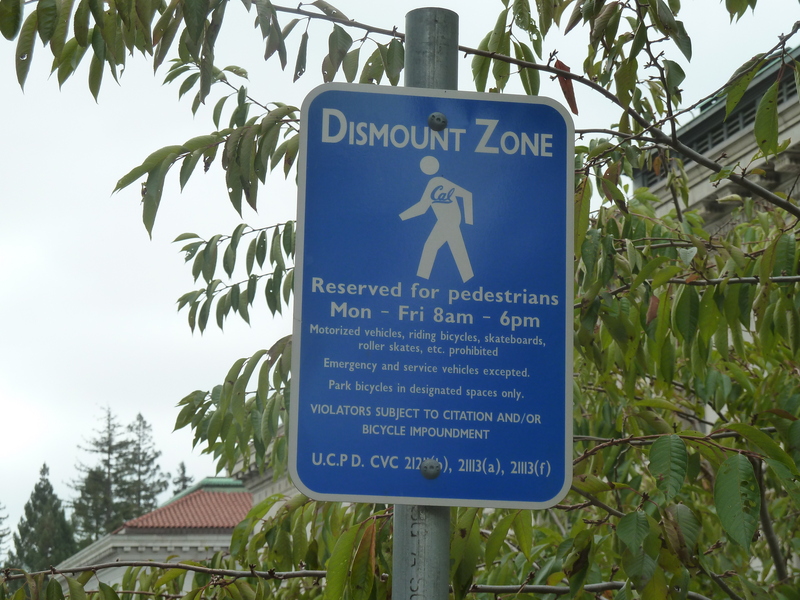 DISMOUNT ZONE
Cal
Reserved for pedestrians
Mon - Fri 8am - 6pm
Motorized vehicles, riding bicycles, skateboards,
roller skates, etc. prohibited
Emergency and service vehicles excepted.
Park bicycles in designated spaces only.
VIOLATORS SUBJECT TO CITATION AND/OR
BICYCLE IMPOUNDMENT
U.C.P.D. CVC 21113(a), 21113(f)